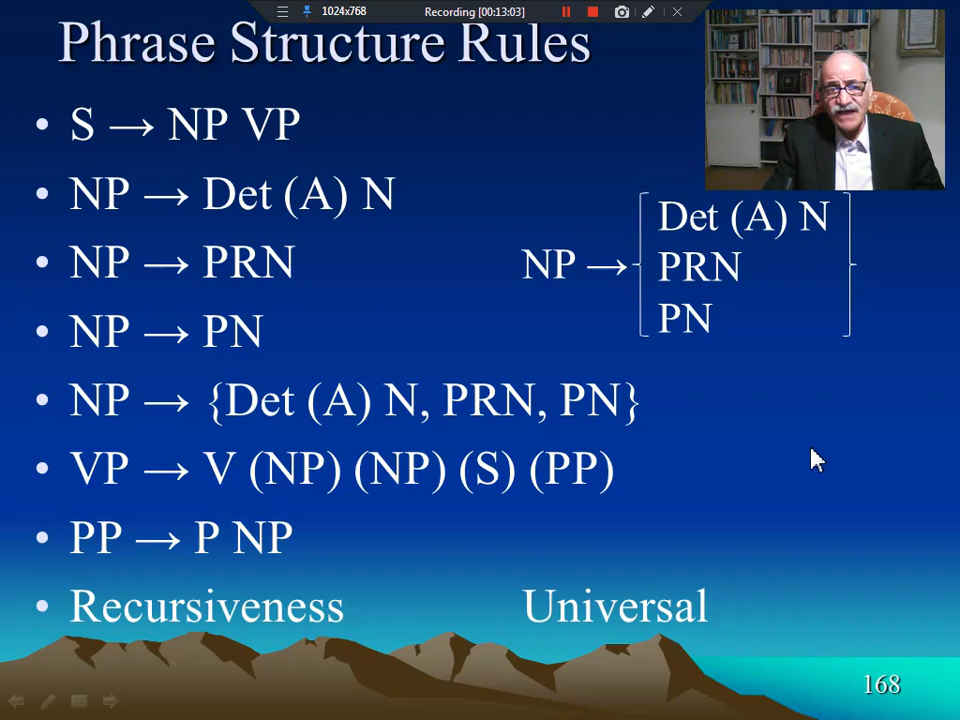 1024x768 Recording [00:13:03]
Phrase Structure Rules
• S → NP VP
• NP → Det (A) N
• NP → PRN
• NP → PN
• NP → {Det (A) N, PRN, PN}
• VP → V (NP) (NP) (S) (PP)
• PP → P NP
• Recursiveness Universal
Det (A) N
NP → PRN
PN
168